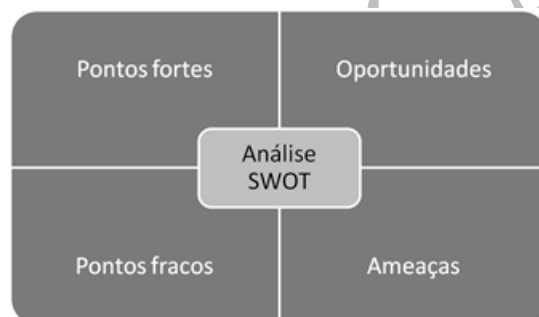 Pontos fortes
Oportunidades
Análise
SWOT
Pontos fracos
Ameaças